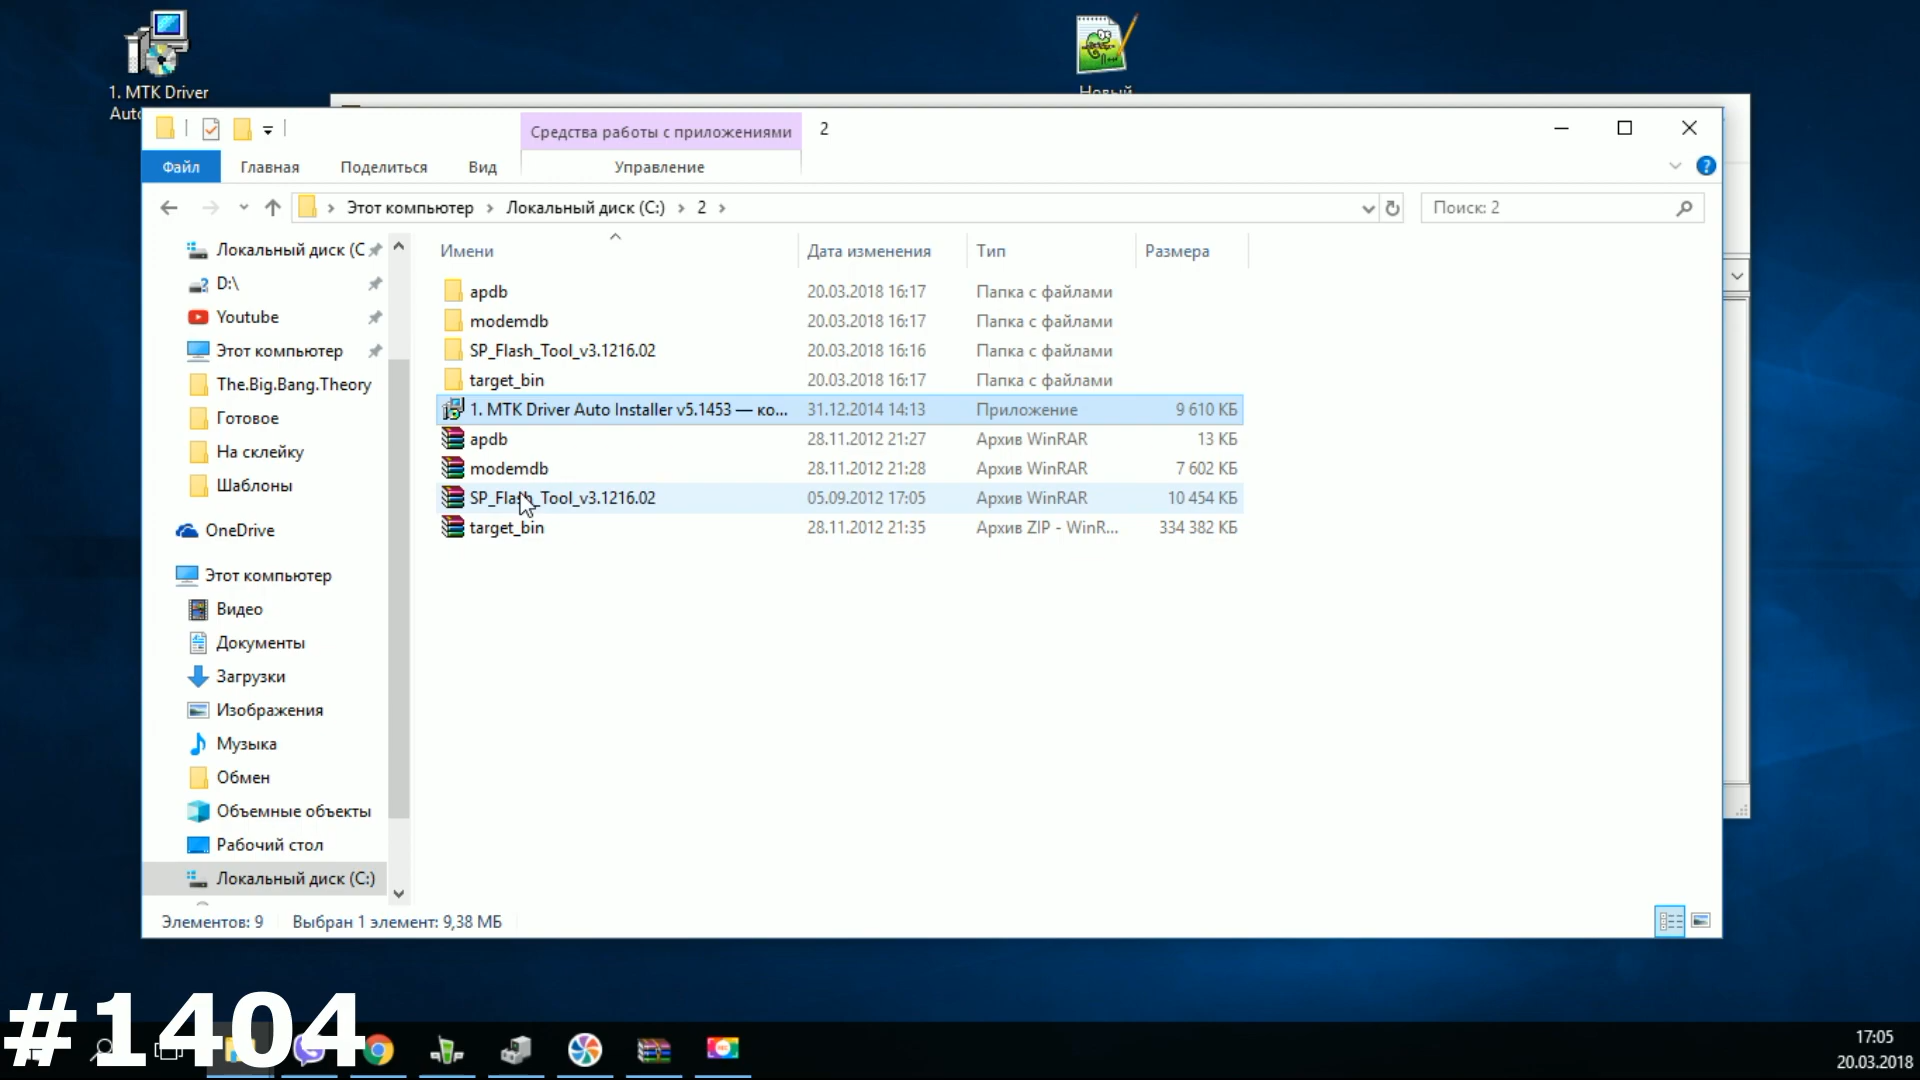 1. MTK Driver
Auto
Новый
Средства работы с приложениями
2
Файл
Главная
Поделиться
Вид
Управление
Этот компьютер
Локальный диск (C:)
2
Поиск: 2
Имени
Дата изменения
Тип
Размера
Локальный диск (C
D:\
Youtube
Этот компьютер
The.Big.Bang.Theory
Готовое
На склейку
Шаблоны
OneDrive
Этот компьютер
Видео
Документы
Загрузки
Изображения
Музыка
Обмен
Объемные объекты
Рабочий стол
Локальный диск (C:)
apdb 20.03.2018 16:17 Папка с файлами
modemdb 20.03.2018 16:17 Папка с файлами
SP_Flash_Tool_v3.1216.02 20.03.2018 16:16 Папка с файлами
target_bin 20.03.2018 16:17 Папка с файлами
1. MTK Driver Auto Installer v5.1453 — ко... 31.12.2014 14:13 Приложение 9 610 КБ
apdb 28.11.2012 21:27 Архив WinRAR 13 КБ
modemdb 28.11.2012 21:28 Архив WinRAR 7 602 КБ
SP_Flash_Tool_v3.1216.02 05.09.2012 17:05 Архив WinRAR 10 454 КБ
target_bin 28.11.2012 21:35 Архив ZIP - WinR... 334 382 КБ
Элементов: 9
Выбран 1 элемент: 9,38 МБ
#1404
17:05
20.03.2018